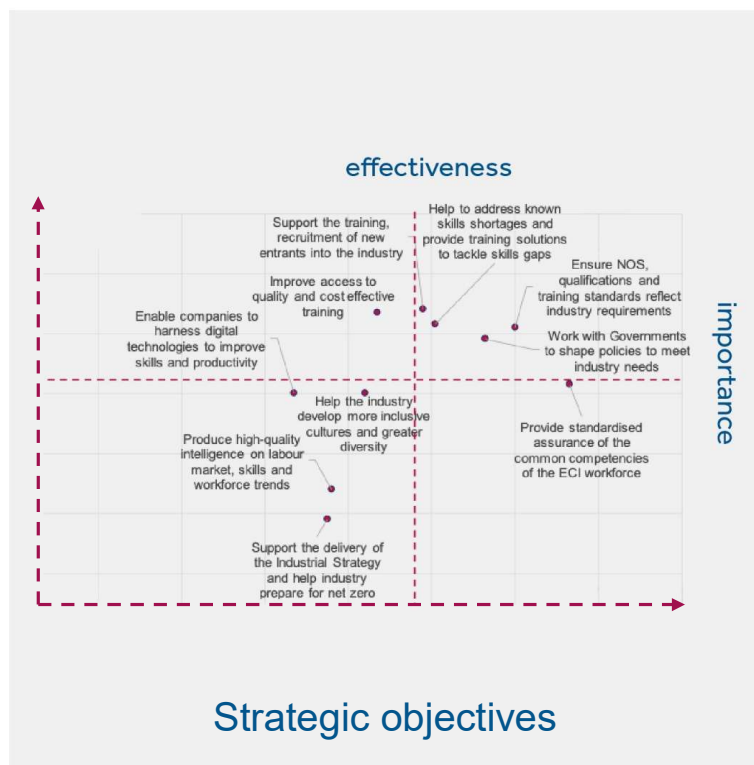 effectiveness
Support the training,
recruitment of new
entrants into the industry
Help to address known
skills shortages and
provide training solutions
to tackle skills gaps
Ensure NOS,
qualifications and
training standards reflect
industry requirements
Improve access to
quality and cost effective
training
Enable companies to
harness digital
technologies to improve
skills and productivity
Work with Governments
to shape policies to meet
industry needs
importance
Help the industry
develop more inclusive
cultures and greater
diversity
Provide standardised
assurance of the
common competencies
of the ECI workforce
Produce high-quality
intelligence on labour
market, skills and
workforce trends
Support the delivery of
the Industrial Strategy
and help industry
prepare for net zero
Strategic objectives